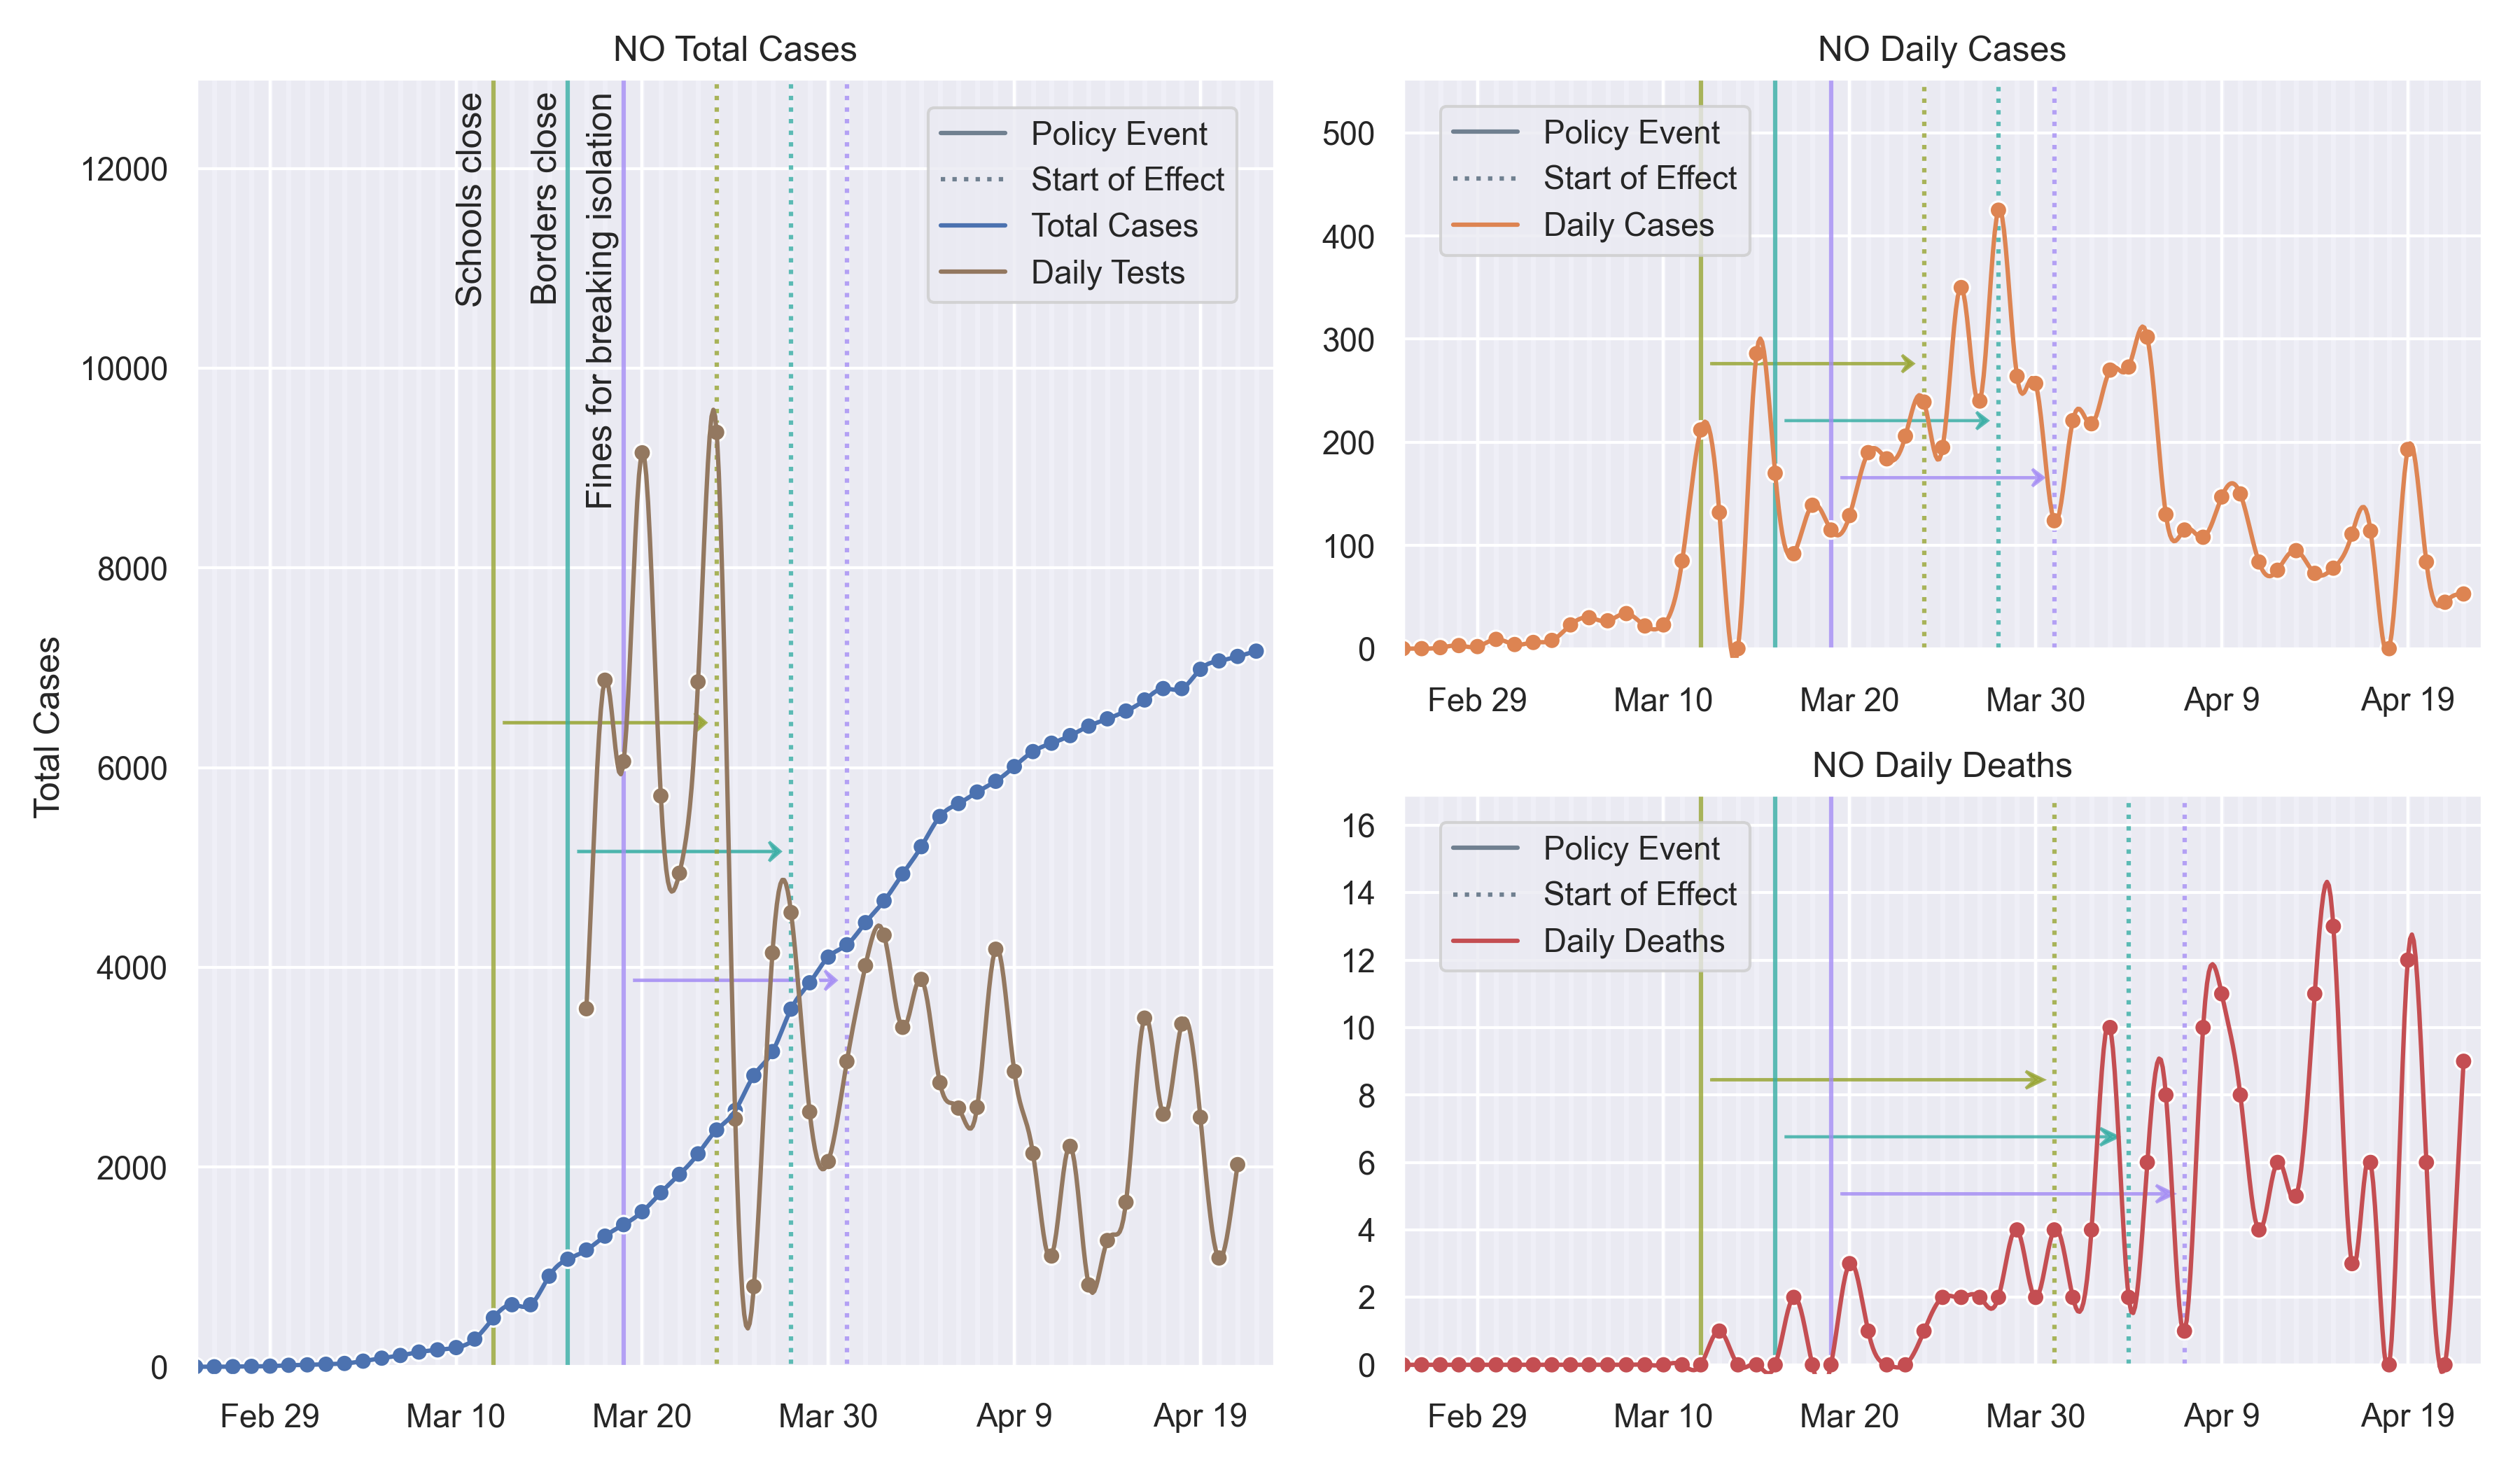 NO Total Cases
Total Cases
12000
10000
8000
6000
4000
2000
0
Schools close
Borders close
Fines for breaking isolation
Policy Event
Start of Effect
Total Cases
Daily Tests
Feb 29
Mar 10
Mar 20
Mar 30
Apr 9
Apr 19
NO Daily Cases
500
400
300
200
100
0
Policy Event
Start of Effect
Daily Cases
Feb 29
Mar 10
Mar 20
Mar 30
Apr 9
Apr 19
NO Daily Deaths
16
14
12
10
8
6
4
2
0
Policy Event
Start of Effect
Daily Deaths
Feb 29
Mar 10
Mar 20
Mar 30
Apr 9
Apr 19